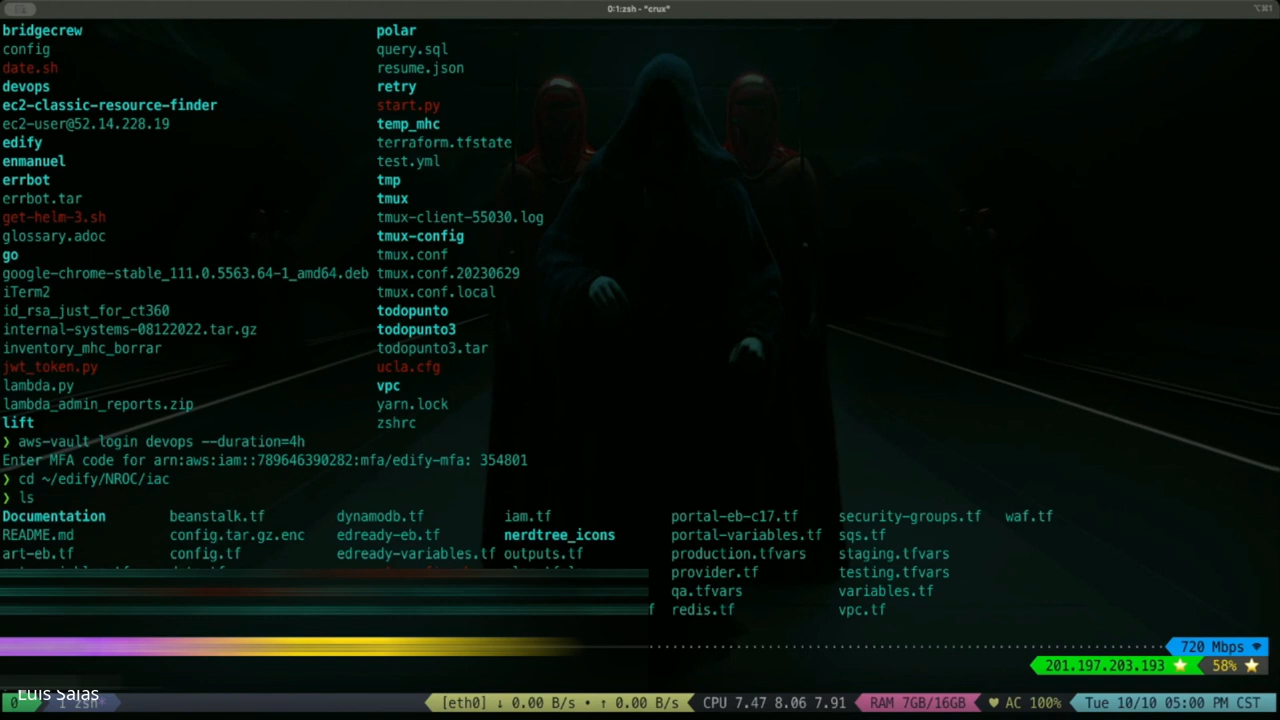 0:1:zsh - "crux"
⌥⌘1
bridgecrew polar
config query.sql
date.sh resume.json
devops retry
ec2-classic-resource-finder start.py
ec2-user@52.14.228.19 temp_mhc
edify terraform.tfstate
enmanuel test.yml
errbot tmp
errbot.tar tmux
get-helm-3.sh tmux-client-55030.log
glossary.adoc tmux-config
go tmux.conf
google-chrome-stable_111.0.5563.64-1_amd64.deb tmux.conf.20230629
iTerm2 tmux.conf.local
id_rsa_just_for_ct360 todopunto
internal-systems-08122022.tar.gz todopunto3
inventory_mhc_borrar todopunto3.tar
jwt_token.py ucla.cfg
lambda.py vpc
lambda_admin_reports.zip yarn.lock
lift zshrc
❯ aws-vault login devops --duration=4h
Enter MFA code for arn:aws:iam::789646390282:mfa/edify-mfa: 354801
❯ cd ~/edify/NROC/iac
❯ ls
Documentation beanstalk.tf dynamodb.tf iam.tf portal-eb-c17.tf security-groups.tf waf.tf
README.md config.tar.gz.enc edready-eb.tf nerdtree_icons portal-variables.tf sqs.tf
art-eb.tf config.tf edready-variables.tf outputs.tf production.tfvars staging.tfvars
provider.tf testing.tfvars
qa.tfvars variables.tf
f redis.tf vpc.tf
720 Mbps
201.197.203.193 58%
Luis Salas
0 1 zsh* [eth0] ↓ 0.00 B/s • ↑ 0.00 B/s CPU 7.47 8.06 7.91 RAM 7GB/16GB ♥ AC 100% Tue 10/10 05:00 PM CST